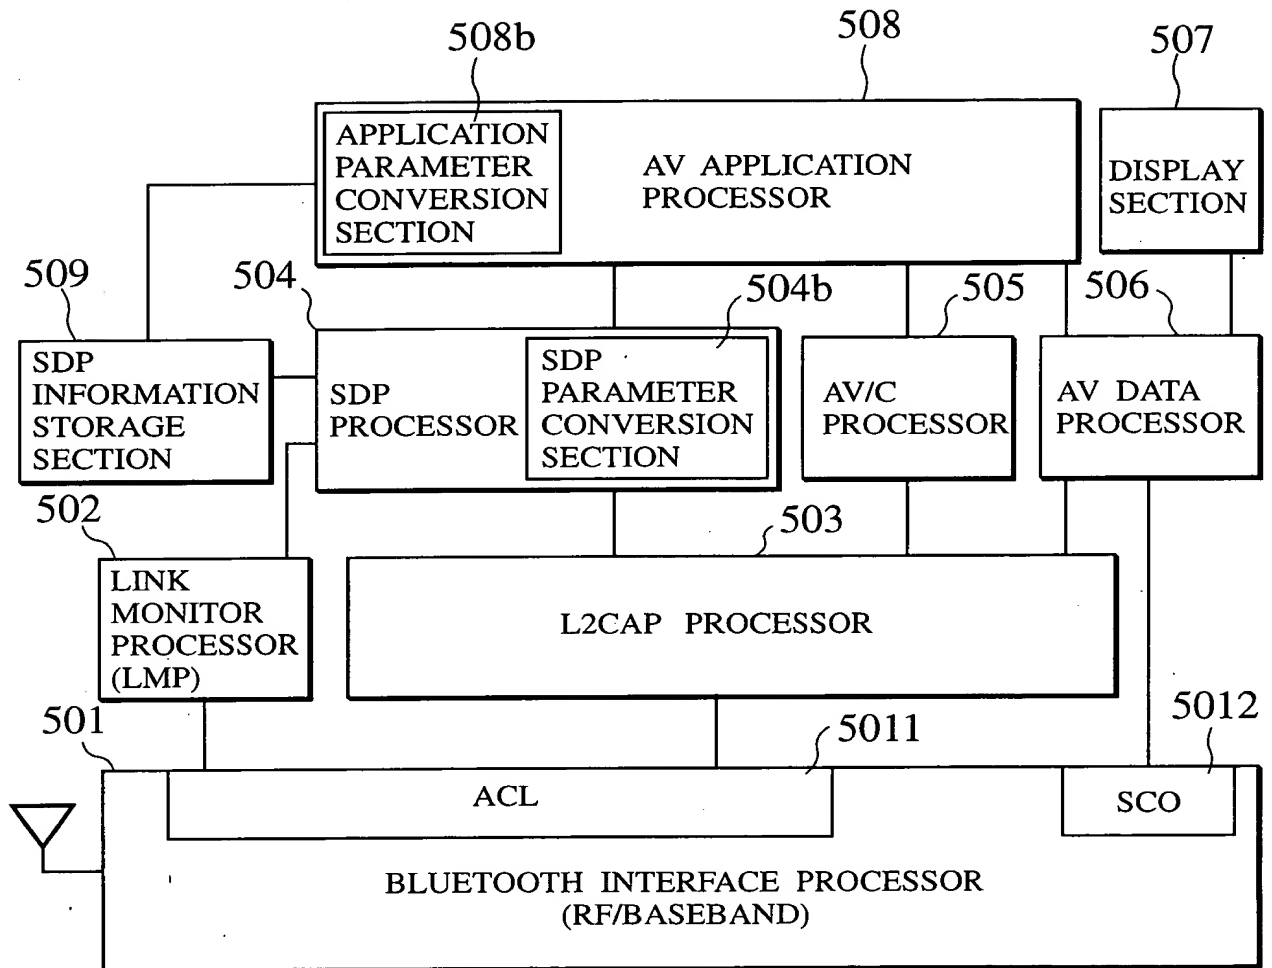 508b
508
507
APPLICATION
PARAMETER
CONVERSION
SECTION
AV APPLICATION
PROCESSOR
DISPLAY
SECTION
509
504
504b
505
506
SDP
INFORMATION
STORAGE
SECTION
SDP
PROCESSOR
SDP
PARAMETER
CONVERSION
SECTION
AV/C
PROCESSOR
AV DATA
PROCESSOR
502
503
LINK
MONITOR
PROCESSOR
(LMP)
L2CAP PROCESSOR
501
5011
5012
ACL
SCO
BLUETOOTH INTERFACE PROCESSOR
(RF/BASEBAND)